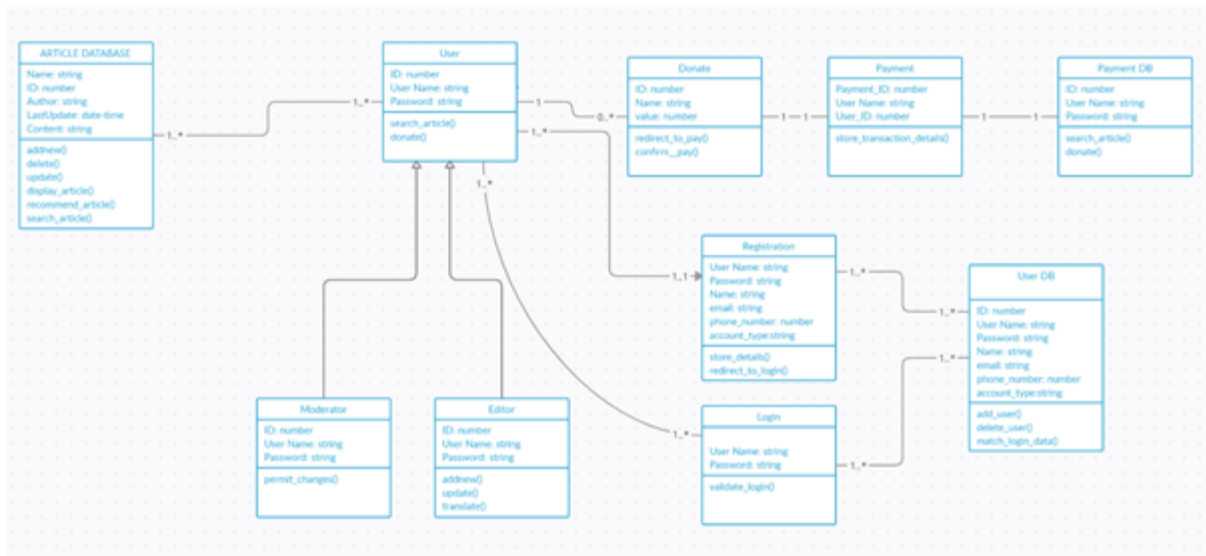 ARTICLE DATABASE
Name: string
ID: number
Author: string
LastUpdate: date-time
Content: string
addnew()
delete()
update()
display_article()
recommend_article()
search_article()
1..*
1..*
User
ID: number
User Name: string
Password: string
search_article()
donate()
1
0..*
1..*
1..1
1..*
1..*
Donate
ID: number
Name: string
value: number
redirect_to_pay()
confirm__pay()
1
1
Payment
Payment_ID: number
User Name: string
User_ID: number
store_transaction_details()
1
1
Payment DB
ID: number
User Name: string
Password: string
search_article()
donate()
Registration
User Name: string
Password: string
Name: string
email: string
phone_number: number
account_type:string
store_details()
redirect_to_login()
1..*
1..*
User DB
ID: number
User Name: string
Password: string
Name: string
email: string
phone_number: number
account_type:string
add_user()
delete_user()
match_login_data()
1..*
1..*
Moderator
ID: number
User Name: string
Password: string
permit_changes()
Editor
ID: number
User Name: string
Password: string
addnew()
update()
translate()
Login
User Name: string
Password: string
validate_login()